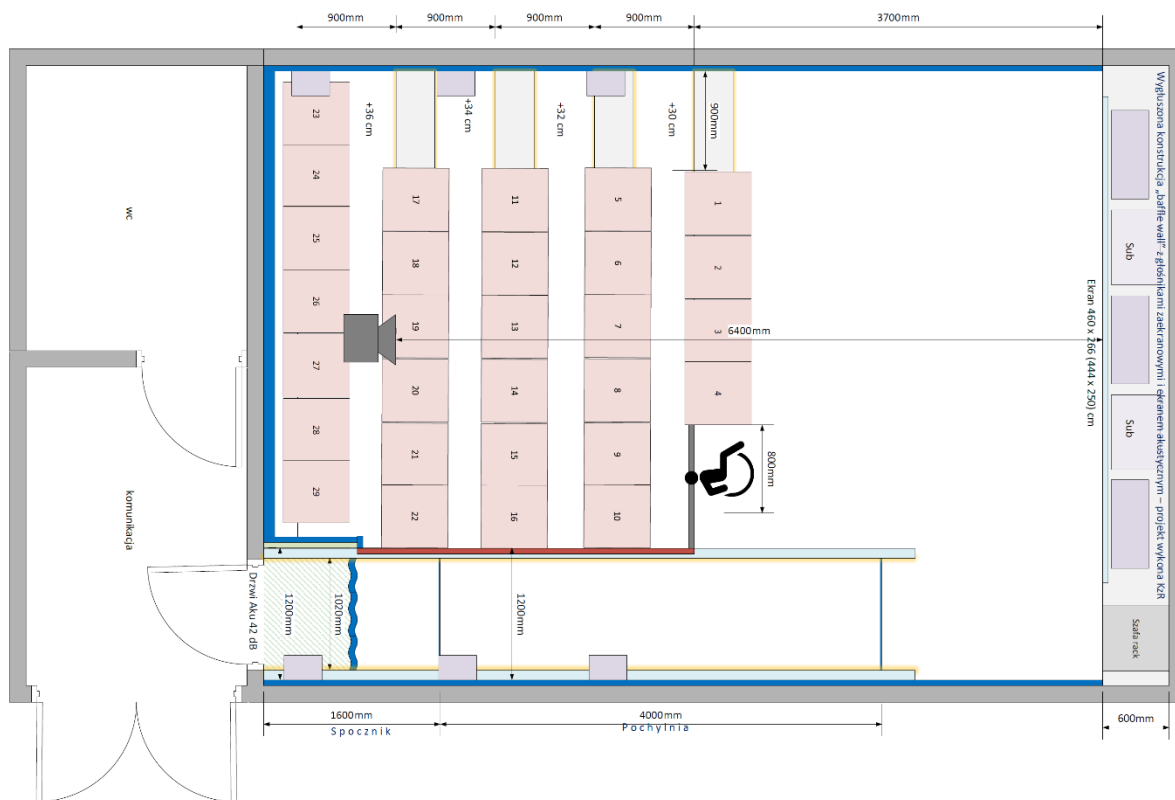 900mm
900mm
900mm
900mm
3700mm
+36 cm
+34 cm
+32 cm
+30 cm
900mm
23
24
25
26
27
28
29
17
18
19
20
21
22
11
12
13
14
15
16
5
6
7
8
9
10
1
2
3
4
6400mm
800mm
wc
komunikacja
Drzwi Aku 42 dB
1200mm
1020mm
1200mm
1600mm
Spocznik
4000mm
Pochylnia
600mm
Ekran 460 x 266 (444 x 250) cm
Sub
Sub
Szafa rack
Wygłuszona konstrukcja „baffle wall” z głośnikami zaekranowymi i ekranem akustycznym – projekt wykona KzR